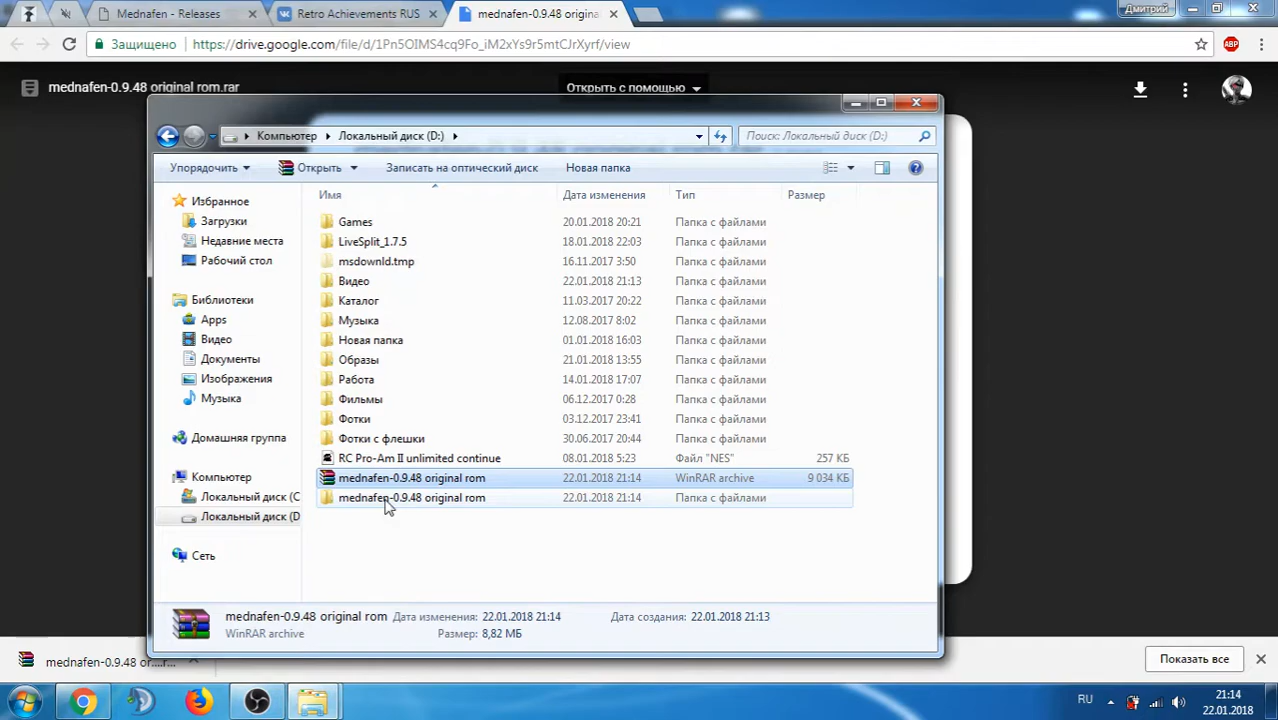 Mednafen - Releases
Retro Achievements RUS
mednafen-0.9.48 origina
Дмитрий
Защищено
https://drive.google.com/file/d/1Pn5OIMS4cq9Fo_iM2xYs9r5mtCJrXyrf/view
ABP
mednafen-0.9.48 original rom.rar
Открыть с помощью
Компьютер
Локальный диск (D:)
Поиск: Локальный диск (D:)
Упорядочить
Открыть
Записать на оптический диск
Новая папка
Имя
Дата изменения
Тип
Размер
Избранное
Загрузки
Недавние места
Рабочий стол
Библиотеки
Apps
Видео
Документы
Изображения
Музыка
Домашняя группа
Компьютер
Локальный диск (C
Локальный диск (D
Сеть
Games 20.01.2018 20:21 Папка с файлами
LiveSplit_1.7.5 18.01.2018 22:03 Папка с файлами
msdownld.tmp 16.11.2017 3:50 Папка с файлами
Видео 22.01.2018 21:13 Папка с файлами
Каталог 11.03.2017 20:22 Папка с файлами
Музыка 12.08.2017 8:02 Папка с файлами
Новая папка 01.01.2018 16:03 Папка с файлами
Образы 21.01.2018 13:55 Папка с файлами
Работа 14.01.2018 17:07 Папка с файлами
Фильмы 06.12.2017 0:28 Папка с файлами
Фотки 03.12.2017 23:41 Папка с файлами
Фотки с флешки 30.06.2017 20:44 Папка с файлами
RC Pro-Am II unlimited continue 08.01.2018 5:23 Файл "NES" 257 КБ
mednafen-0.9.48 original rom 22.01.2018 21:14 WinRAR archive 9 034 КБ
mednafen-0.9.48 original rom 22.01.2018 21:14 Папка с файлами
mednafen-0.9.48 original rom Дата изменения: 22.01.2018 21:14 Дата создания: 22.01.2018 21:13
WinRAR archive Размер: 8,82 МБ
mednafen-0.9.48 or....r...
Показать все
RU
21:14
22.01.2018